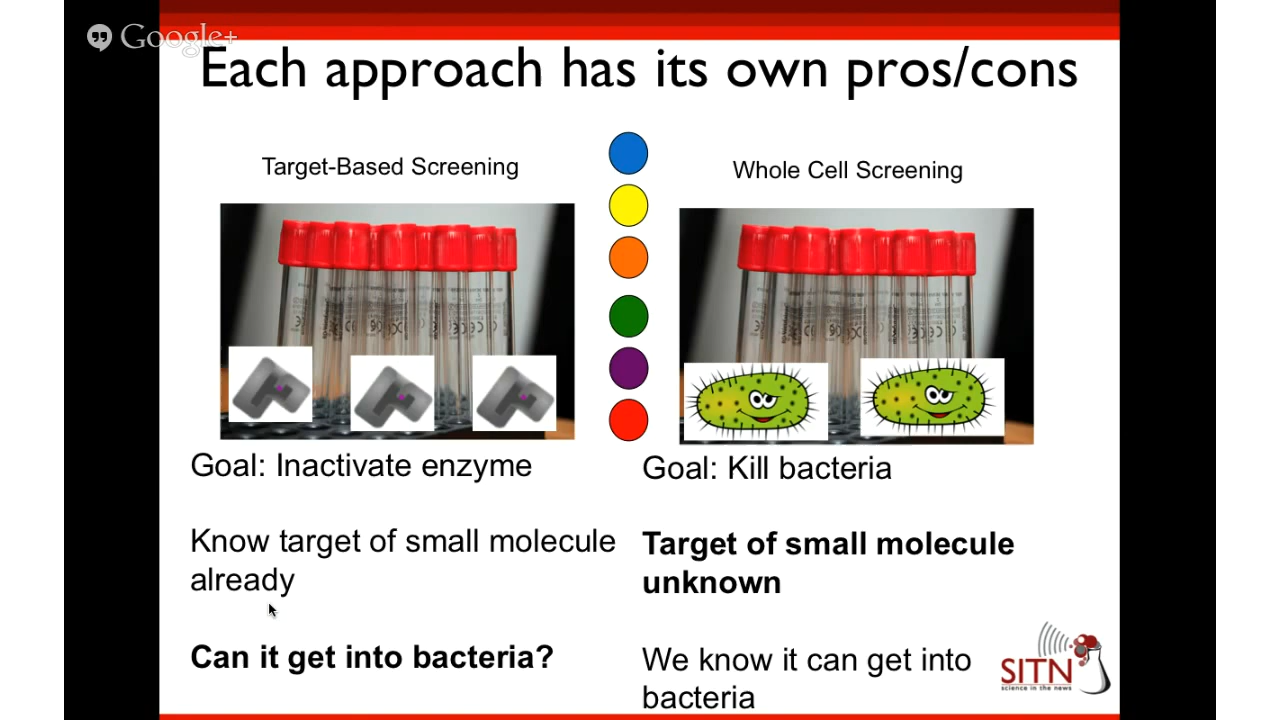 Google+
Each approach has its own pros/cons
Target-Based Screening
Whole Cell Screening
Goal: Inactivate enzyme
Goal: Kill bacteria
Know target of small molecule
already
Target of small molecule
unknown
Can it get into bacteria?
We know it can get into
bacteria
SITN
science in the news